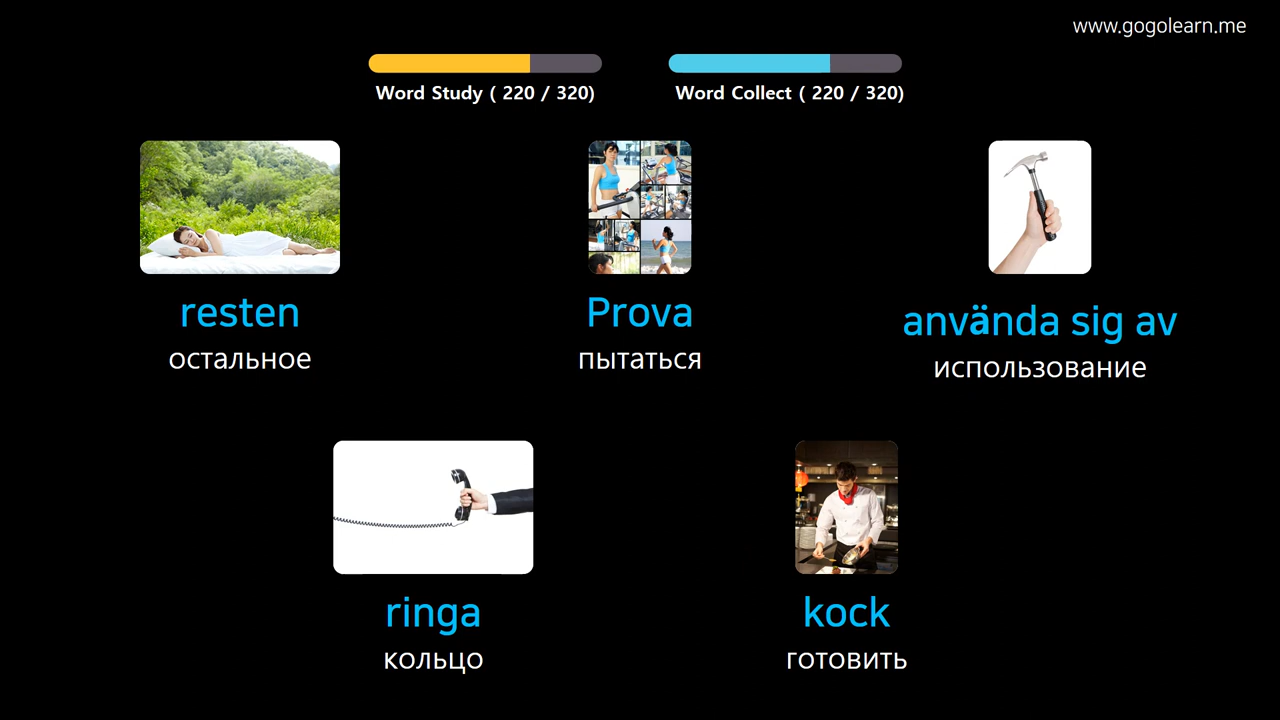 www.gogolearn.me
Word Study ( 220 / 320)
Word Collect ( 220 / 320)
resten
остальное
Prova
пытаться
använda sig av
использование
ringa
кольцо
kock
готовить